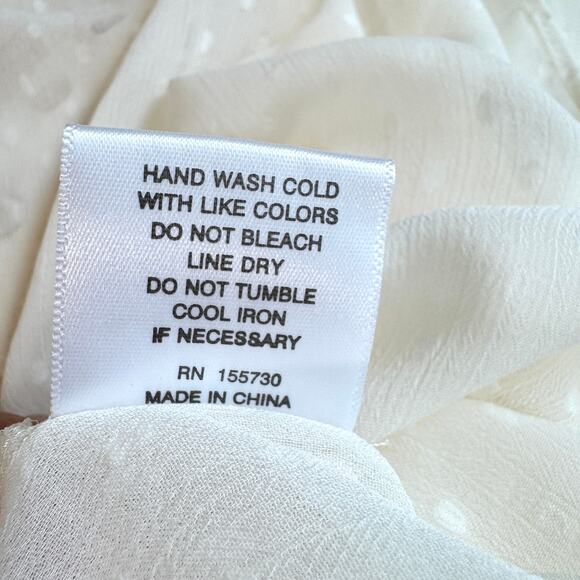 HAND WASH COLD
WITH LIKE COLORS
DO NOT BLEACH
LINE DRY
DO NOT TUMBLE
COOL IRON
IF NECESSARY
RN 155730
MADE IN CHINA